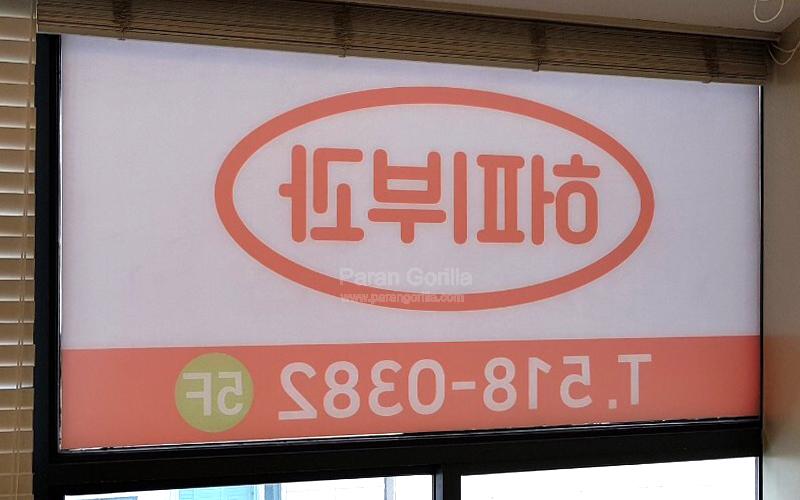 하피부과
Paran Gorilla
www.parangorilla.com
T.518-0382 5F